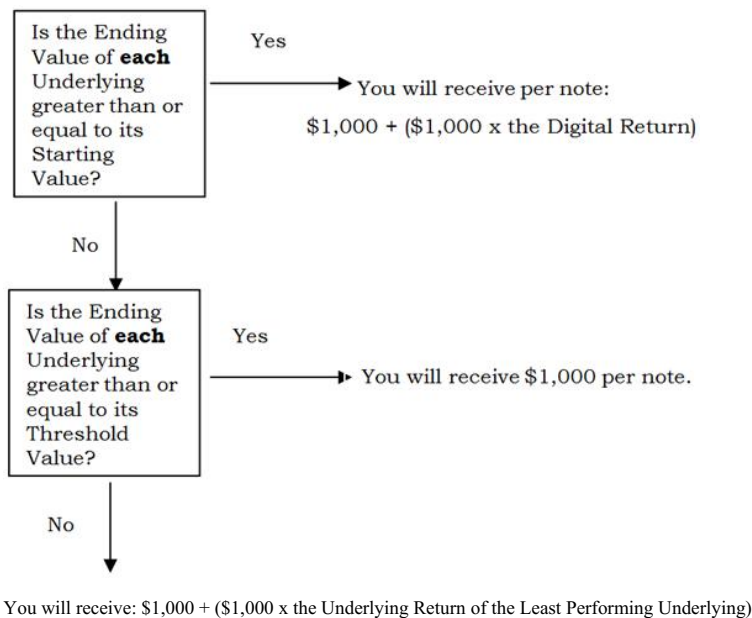 Is the Ending
Value of each
Underlying
greater than or
equal to its
Starting
Value?
Yes
You will receive per note:
$1,000 + ($1,000 x the Digital Return)
No
Is the Ending
Value of each
Underlying
greater than or
equal to its
Threshold
Value?
Yes
You will receive $1,000 per note.
No
You will receive: $1,000 + ($1,000 x the Underlying Return of the Least Performing Underlying)